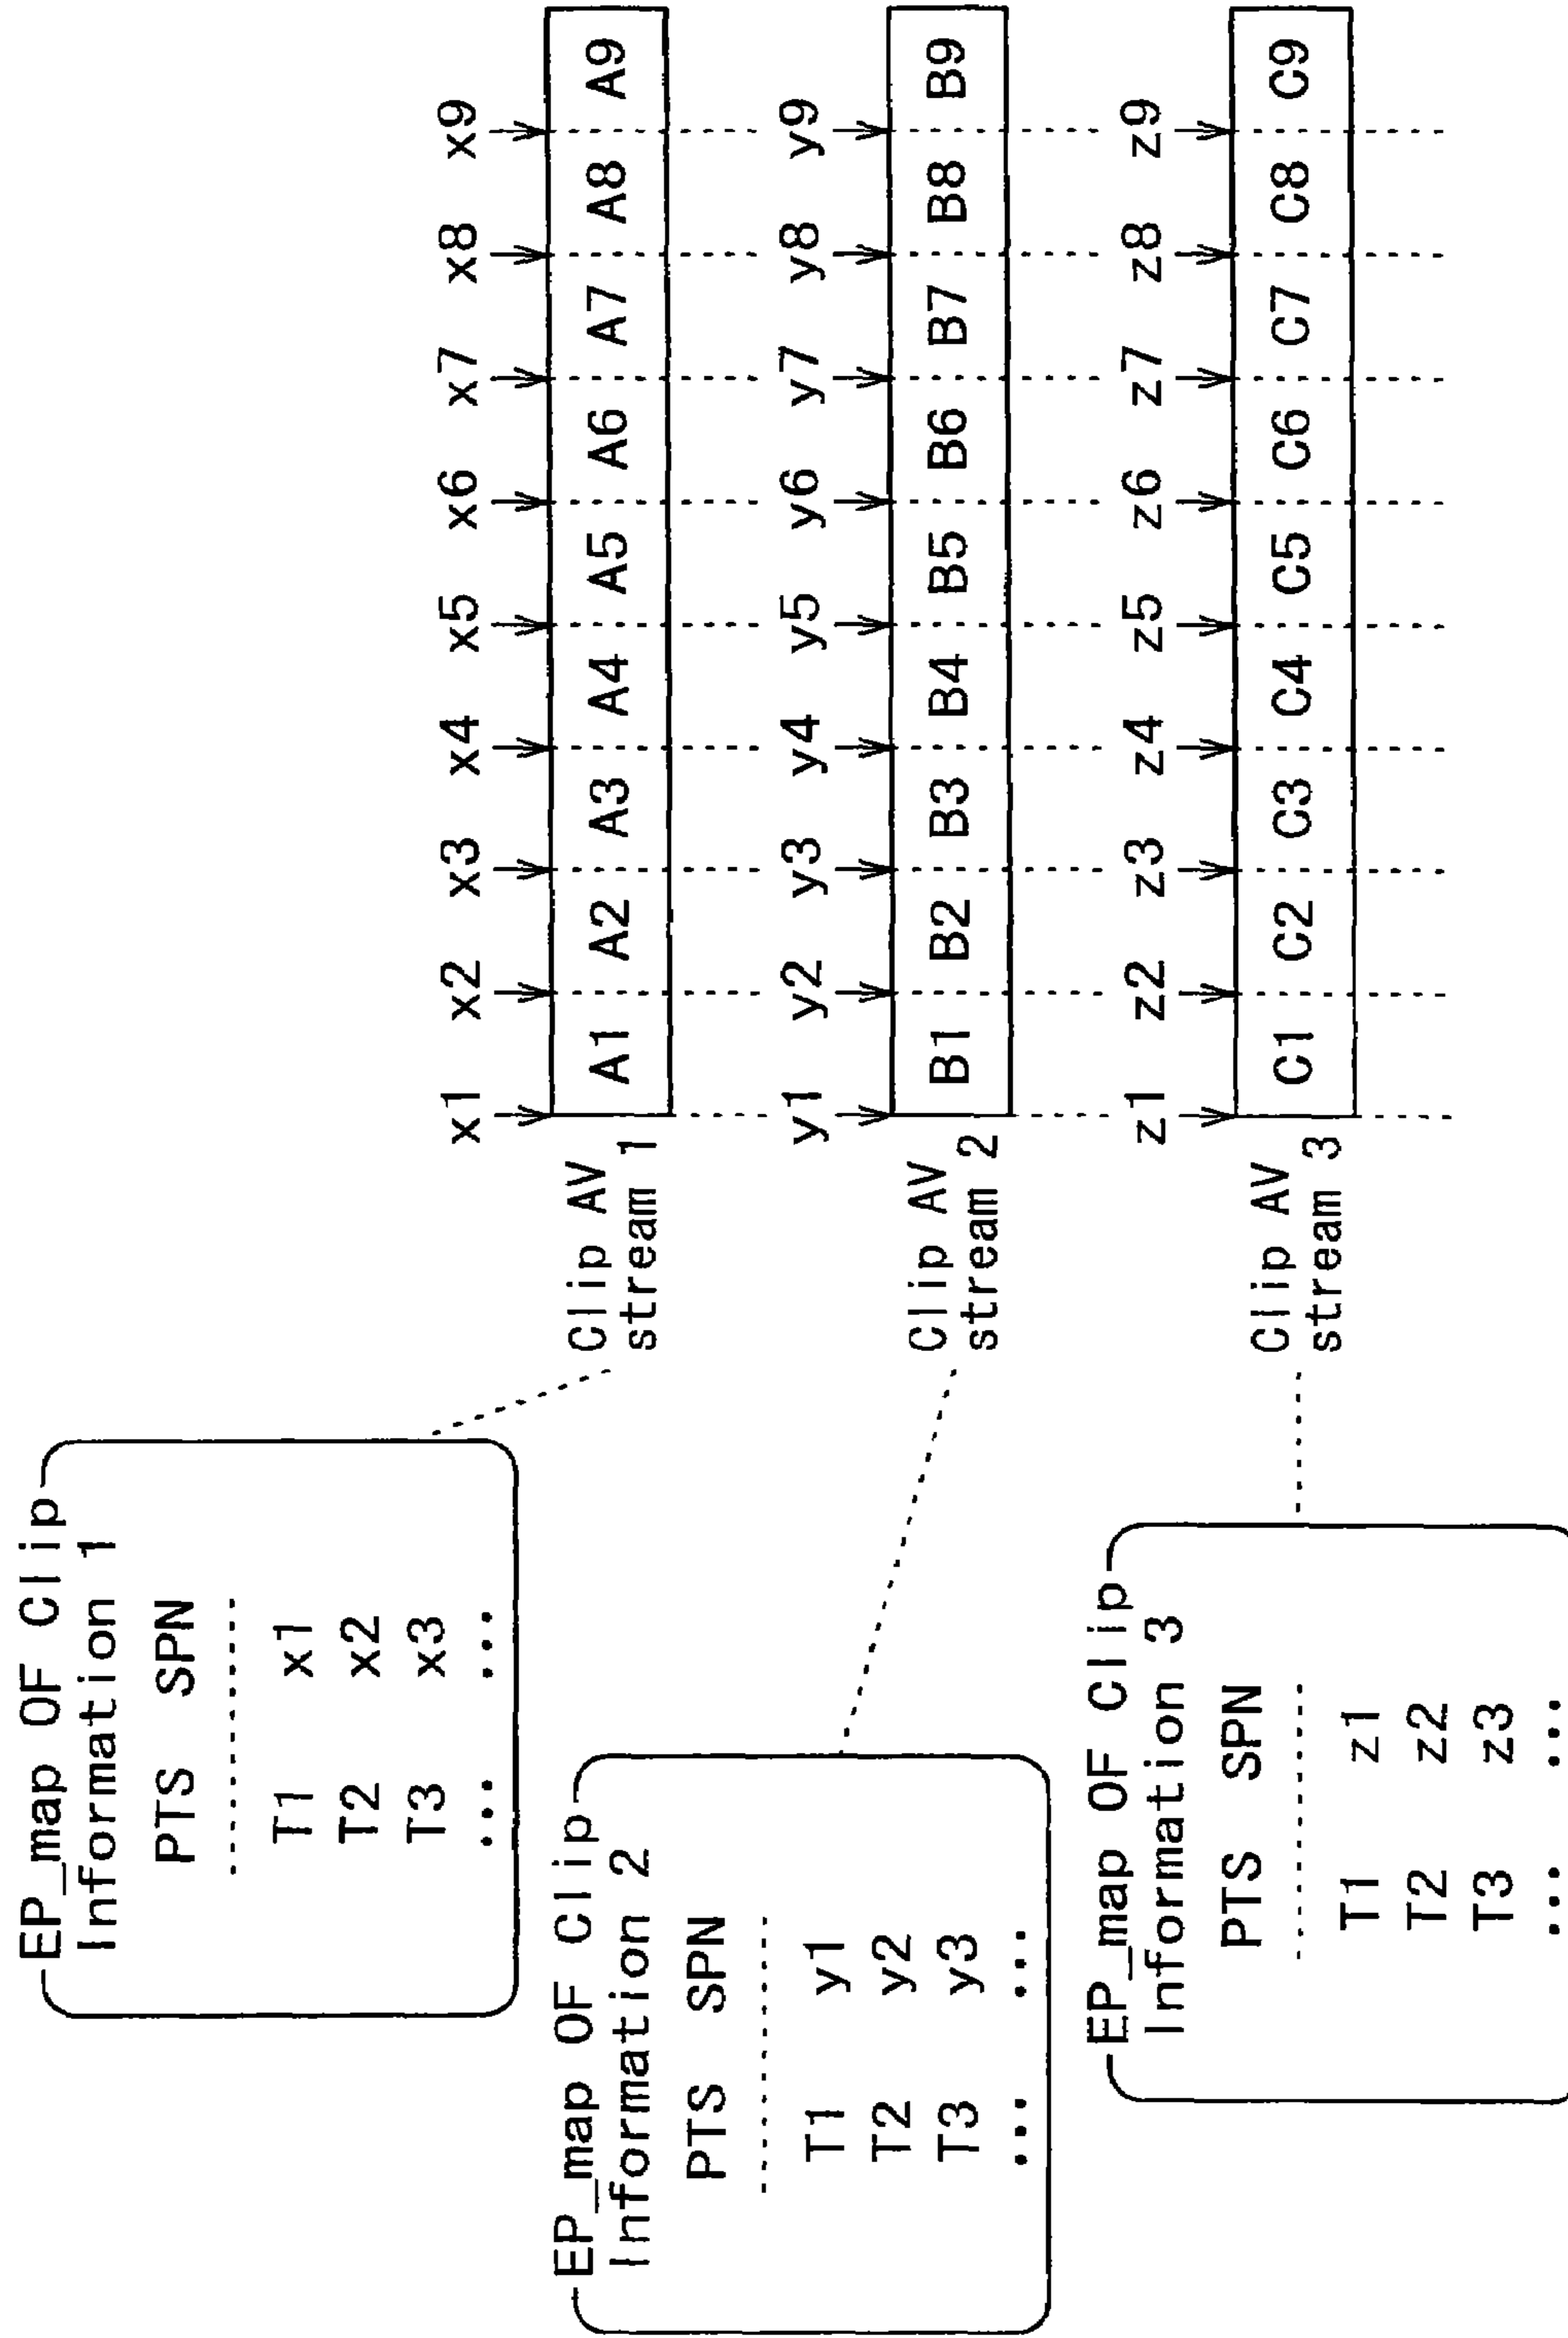 EP_map OF Clip
Information 1
PTS SPN
T1 x1
T2 x2
T3 x3
... ...
EP_map OF Clip
Information 2
PTS SPN
T1 y1
T2 y2
T3 y3
... ...
EP_map OF Clip
Information 3
PTS SPN
T1 z1
T2 z2
T3 z3
... ...
x1 x2 x3 x4 x5 x6 x7 x8 x9
Clip AV
stream 1
A1 A2 A3 A4 A5 A6 A7 A8 A9
y1 y2 y3 y4 y5 y6 y7 y8 y9
Clip AV
stream 2
B1 B2 B3 B4 B5 B6 B7 B8 B9
z1 z2 z3 z4 z5 z6 z7 z8 z9
Clip AV
stream 3
C1 C2 C3 C4 C5 C6 C7 C8 C9